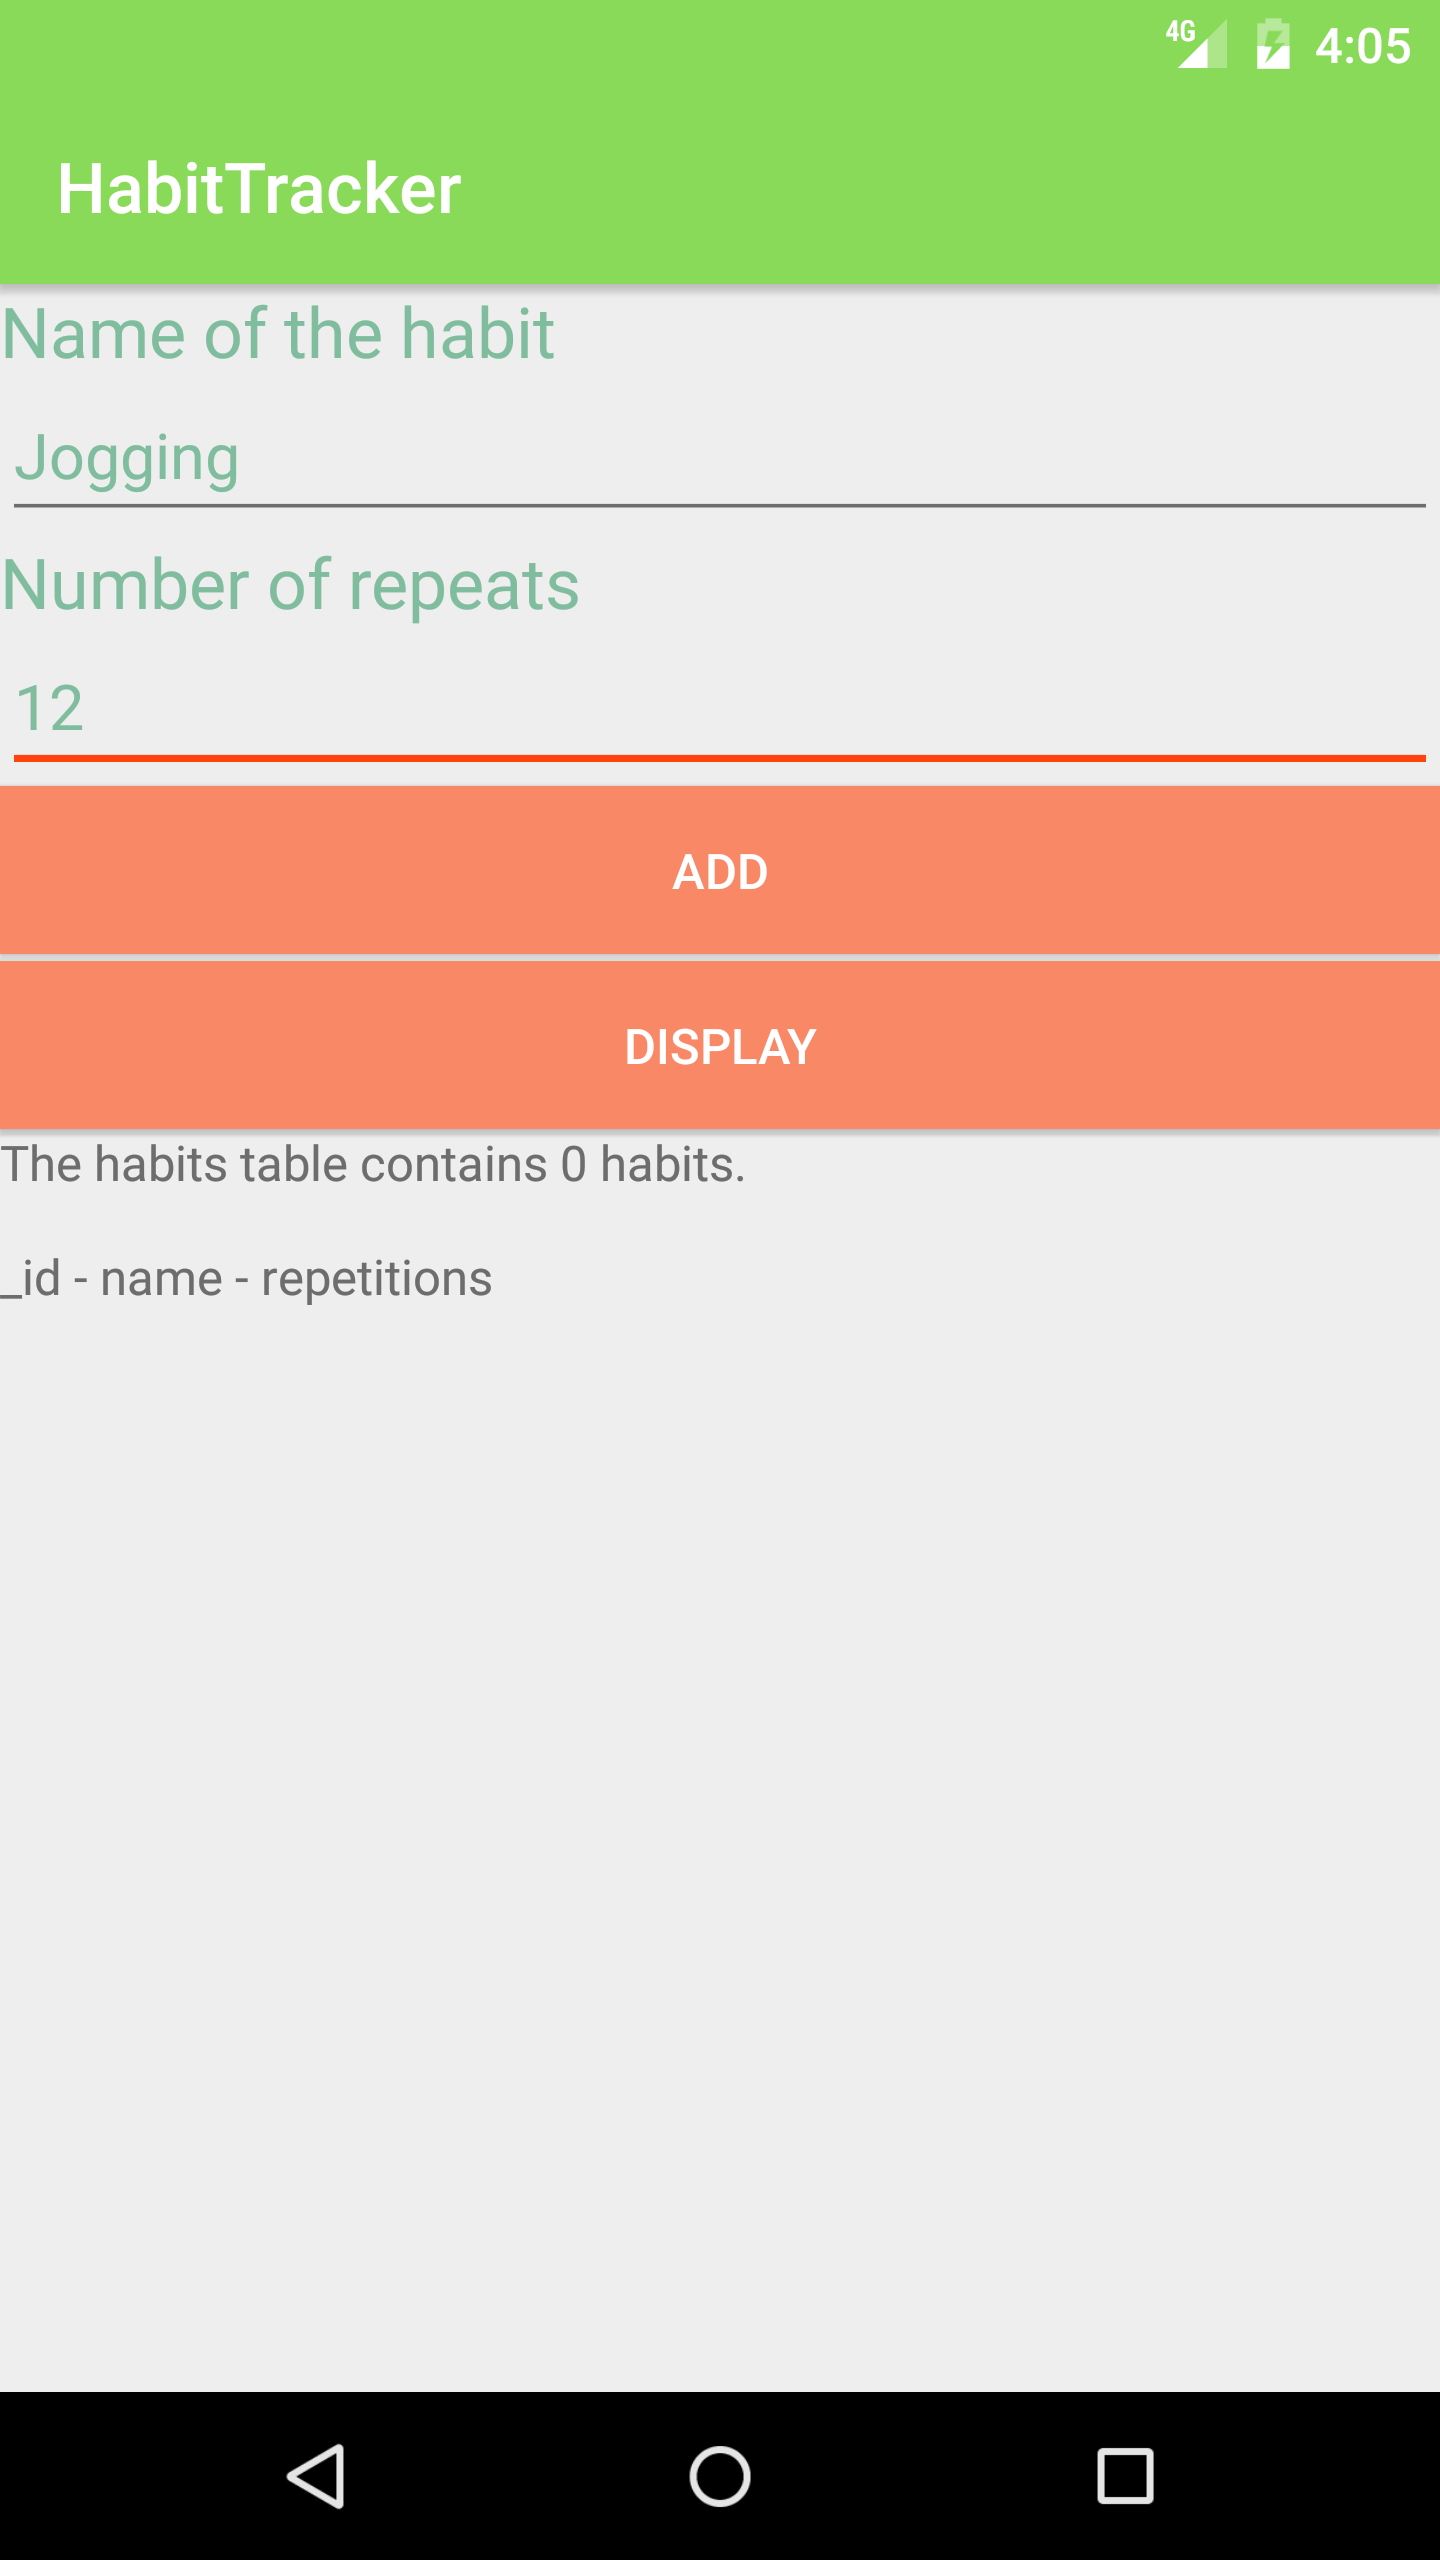 4G 4:05
HabitTracker
Name of the habit
Jogging
Number of repeats
12
ADD
DISPLAY
The habits table contains 0 habits.
_id - name - repetitions